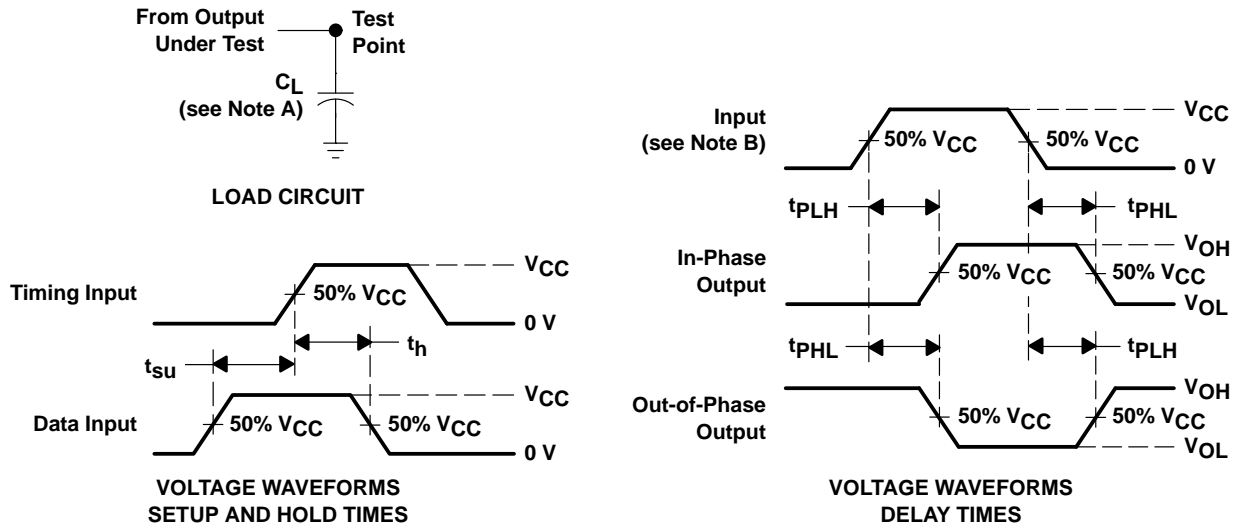 From Output
Under Test
Test
Point
CL
(see Note A)
LOAD CIRCUIT
Timing Input
50% VCC
VCC
0 V
th
tsu
Data Input
50% VCC
50% VCC
VCC
0 V
VOLTAGE WAVEFORMS
SETUP AND HOLD TIMES
Input
(see Note B)
50% VCC
50% VCC
VCC
0 V
tPLH
tPHL
In-Phase
Output
50% VCC
50% VCC
VOH
VOL
tPHL
tPLH
Out-of-Phase
Output
50% VCC
50% VCC
VOH
VOL
VOLTAGE WAVEFORMS
DELAY TIMES